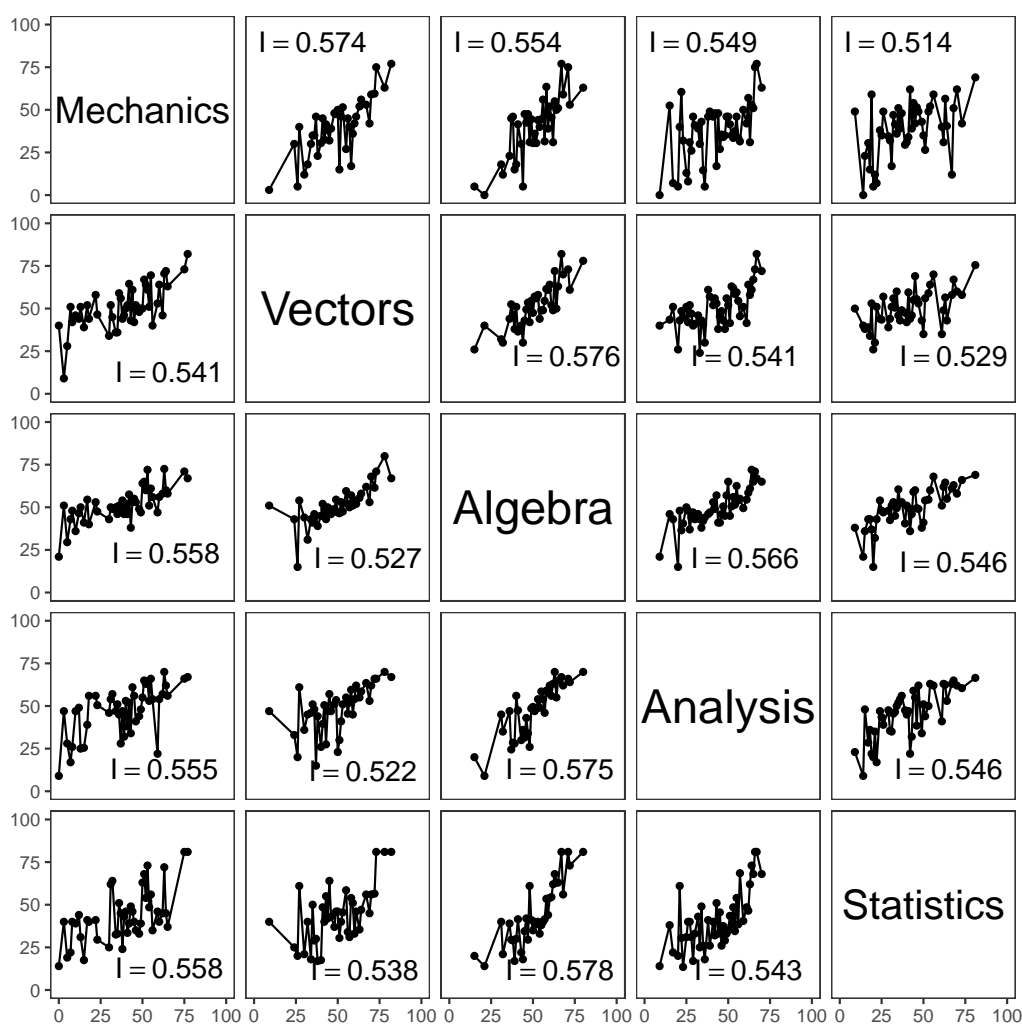 100
I = 0.574 I = 0.554 I = 0.549 I = 0.514
75
Mechanics
50
25
0
100
75
Vectors
50
25
I = 0.541 I = 0.576 I = 0.541 I = 0.529
0
100
75
Algebra
50
25
I = 0.558 I = 0.527 I = 0.566 I = 0.546
0
100
75
Analysis
50
25
I = 0.555 I = 0.522 I = 0.575 I = 0.546
0
100
75
Statistics
50
25
I = 0.558 I = 0.538 I = 0.578 I = 0.543
0
0 25 50 75 100 0 25 50 75 100 0 25 50 75 100 0 25 50 75 100 0 25 50 75 100